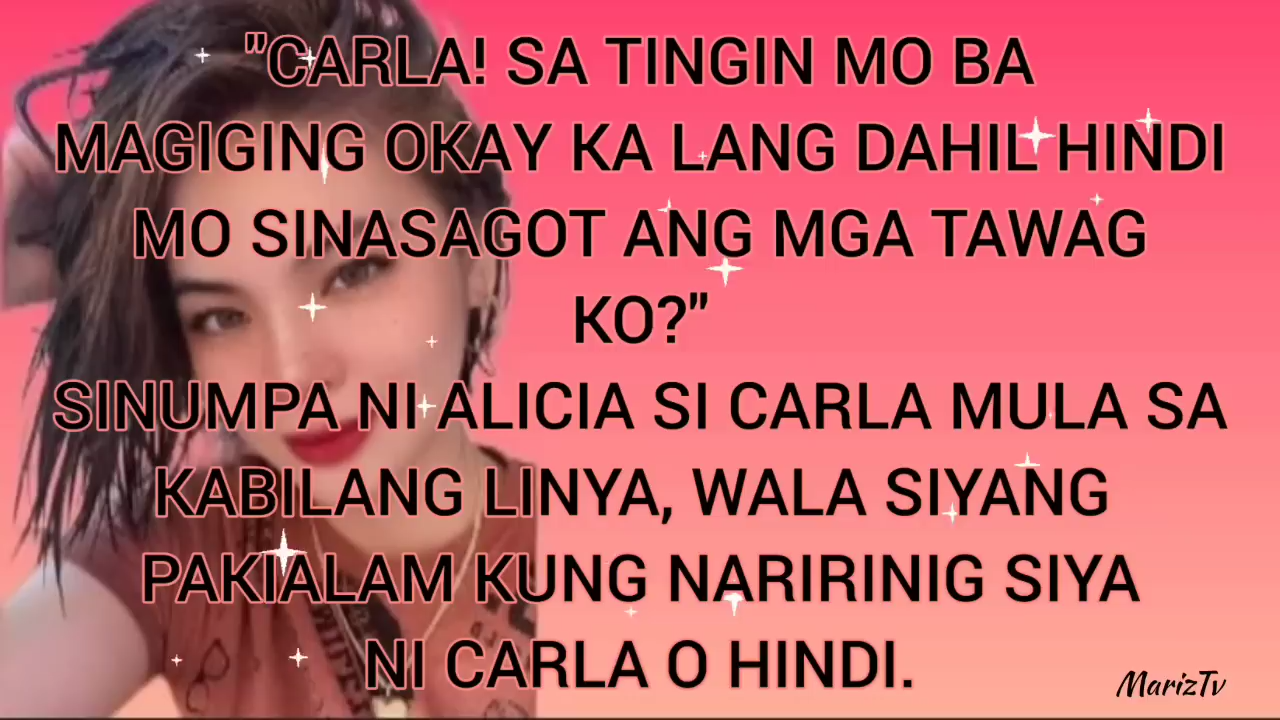 "CARLA! SA TINGIN MO BA
MAGIGING OKAY KA LANG DAHIL HINDI
MO SINASAGOT ANG MGA TAWAG
KO?"
SINUMPA NI ALICIA SI CARLA MULA SA
KABILANG LINYA, WALA SIYANG
PAKIALAM KUNG NARIRINIG SIYA
NI CARLA O HINDI.
MarizTv